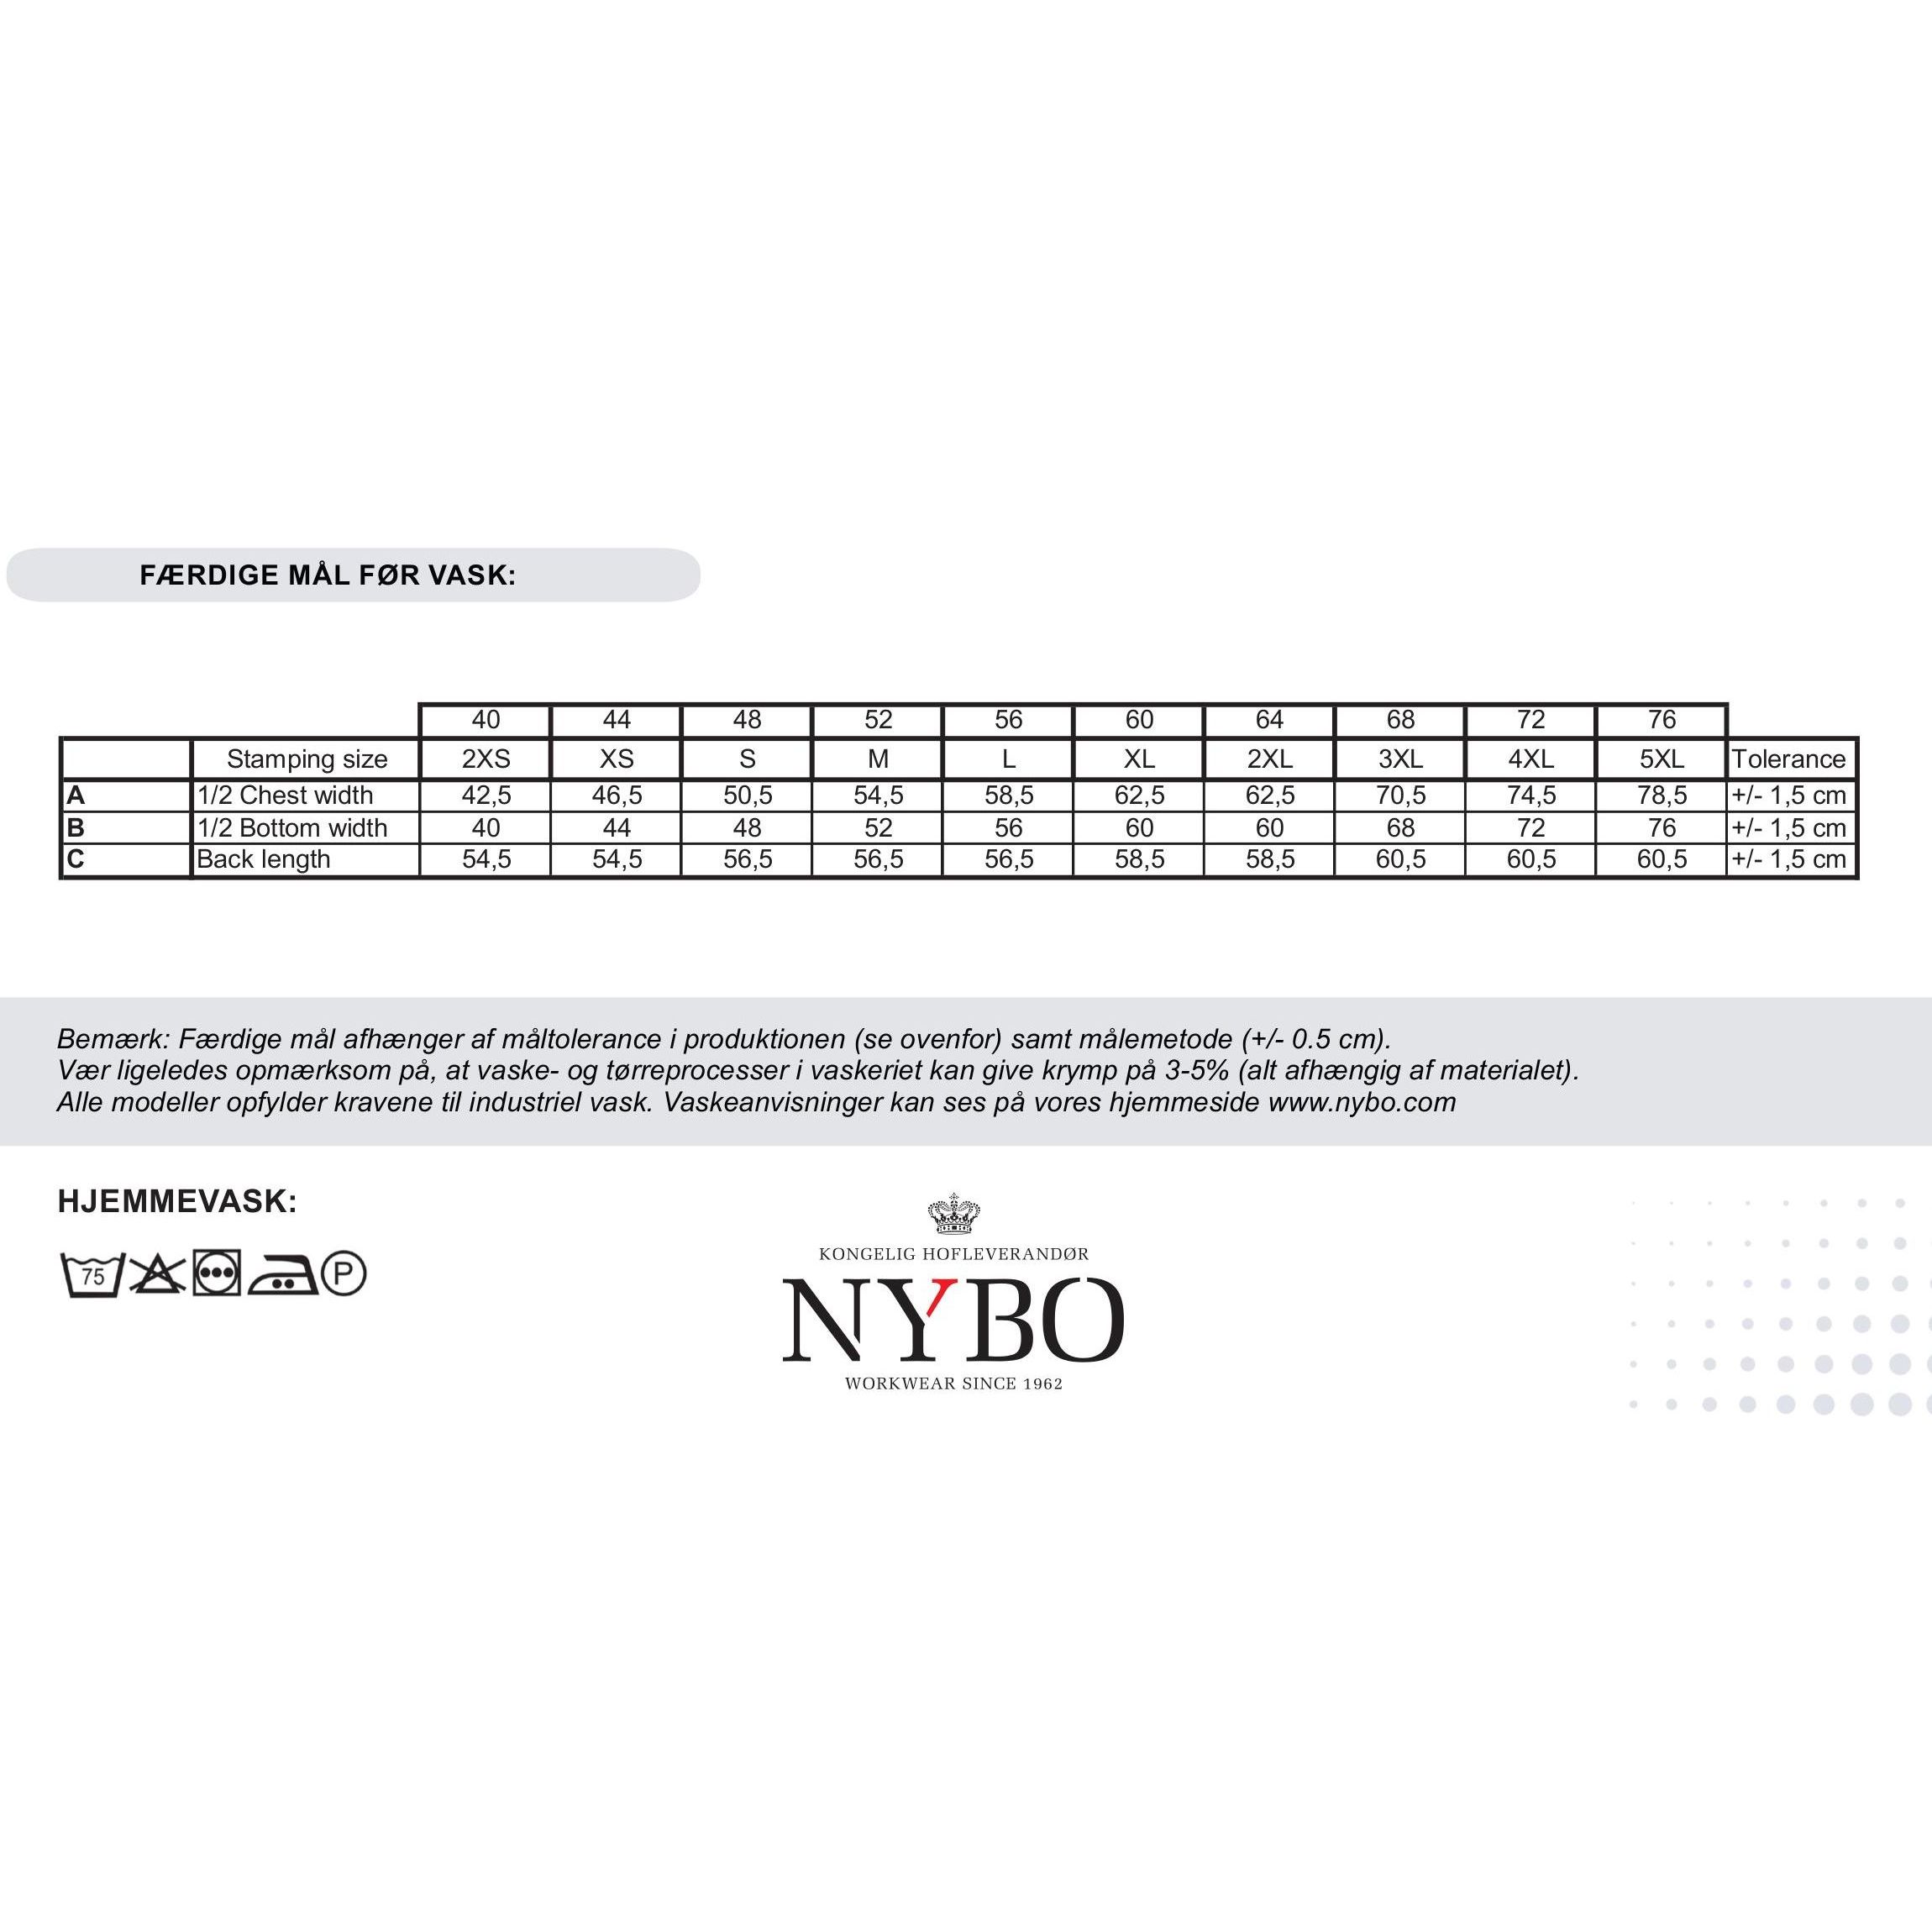 FÆRDIGE MÅL FØR VASK:
40 44 48 52 56 60 64 68 72 76
Stamping size 2XS XS S M L XL 2XL 3XL 4XL 5XL Tolerance
A 1/2 Chest width 42,5 46,5 50,5 54,5 58,5 62,5 62,5 70,5 74,5 78,5 +/- 1,5 cm
B 1/2 Bottom width 40 44 48 52 56 60 60 68 72 76 +/- 1,5 cm
C Back length 54,5 54,5 56,5 56,5 56,5 58,5 58,5 60,5 60,5 60,5 +/- 1,5 cm
Bemærk: Færdige mål afhænger af måltolerance i produktionen (se ovenfor) samt målemetode (+/- 0.5 cm).
Vær ligeledes opmærksom på, at vaske- og tørreprocesser i vaskeriet kan give krymp på 3-5% (alt afhængig af materialet).
Alle modeller opfylder kravene til industriel vask. Vaskeanvisninger kan ses på vores hjemmeside www.nybo.com
HJEMMEVASK:
75 P
KONGELIG HOFLEVERANDØR
NYBO
WORKWEAR SINCE 1962